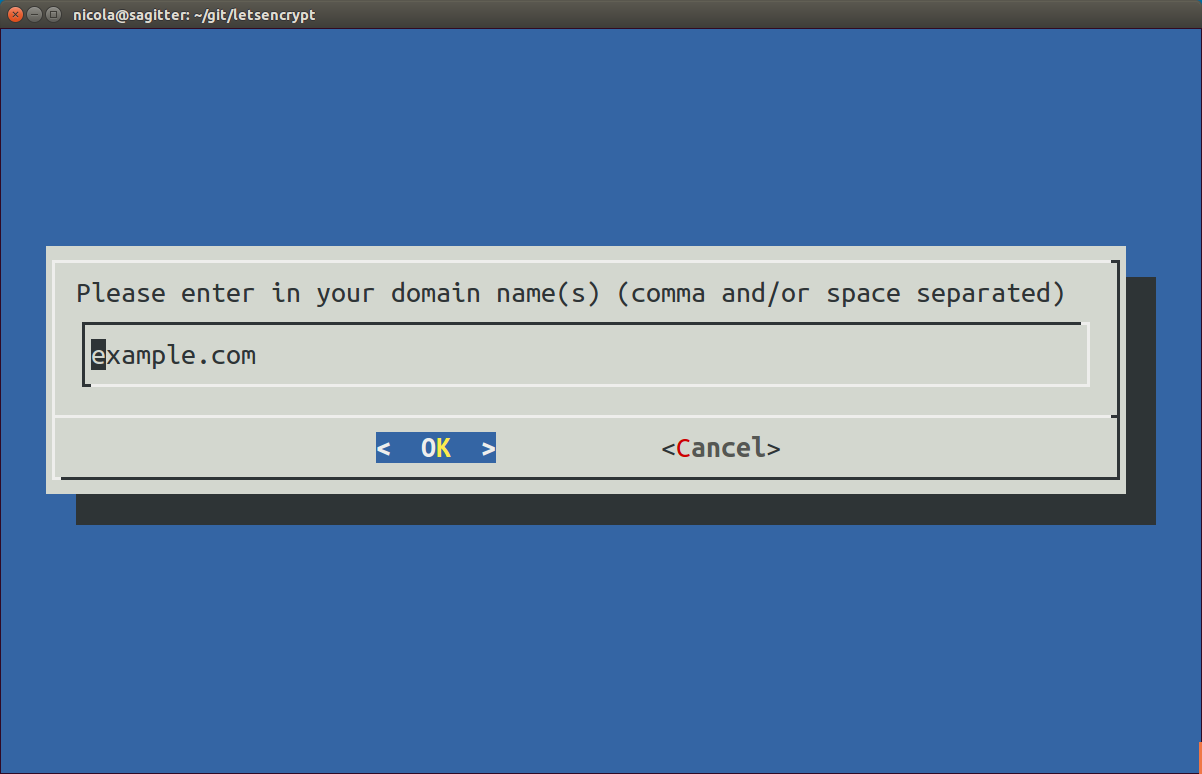 nicola@sagitter: ~/git/letsencrypt
Please enter in your domain name(s) (comma and/or space separated)
example.com
<  OK  > <Cancel>